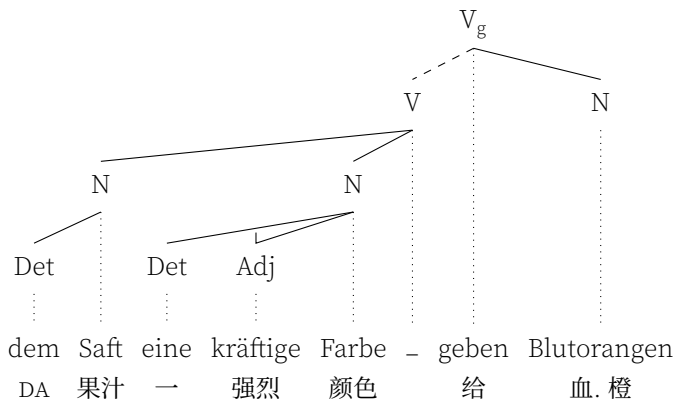 V_g
V N
N N
Det Det Adj
dem Saft eine kräftige Farbe _ geben Blutorangen
DA 果汁 一 强烈 颜色 给 血. 橙